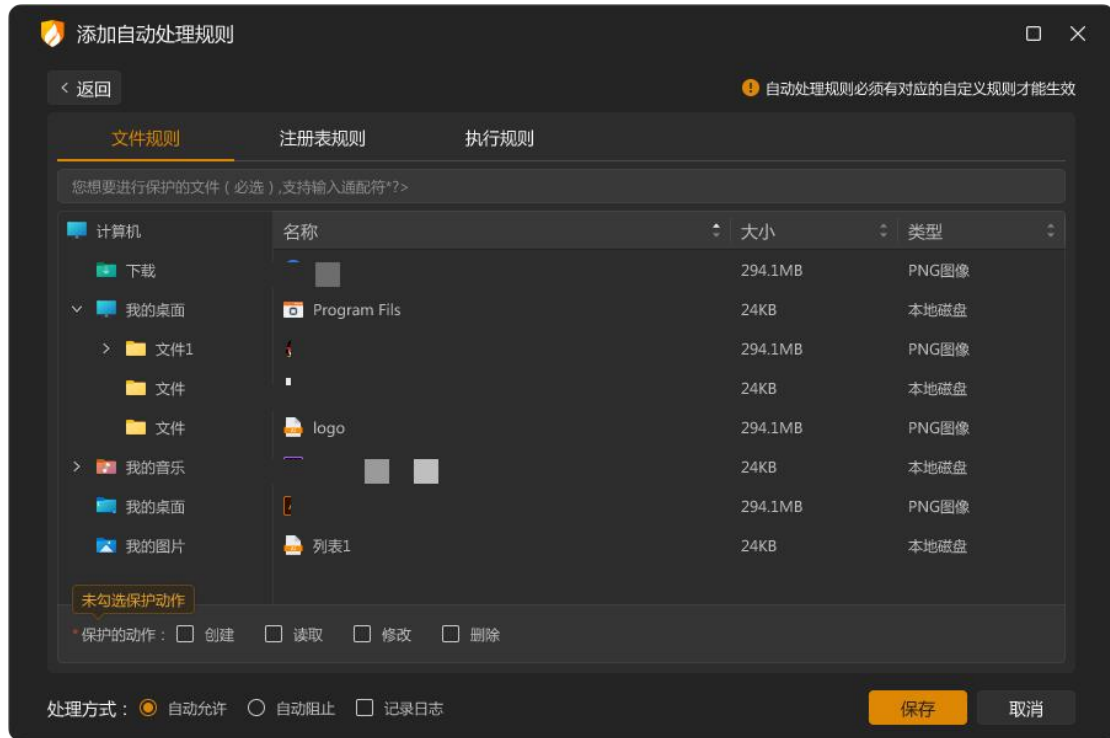 添加自动处理规则
返回
自动处理规则必须有对应的自定义规则才能生效
文件规则 注册表规则 执行规则
您想要进行保护的文件（必选）,支持输入通配符*?>
计算机 名称 大小 类型
下载 294.1MB PNG图像
我的桌面 Program Fils 24KB 本地磁盘
文件1 294.1MB PNG图像
文件 24KB 本地磁盘
文件 logo 294.1MB PNG图像
我的音乐 24KB 本地磁盘
我的桌面 294.1MB PNG图像
我的图片 列表1 24KB 本地磁盘
未勾选保护动作
*保护的动作： 创建 读取 修改 删除
处理方式： 自动允许 自动阻止 记录日志 保存 取消